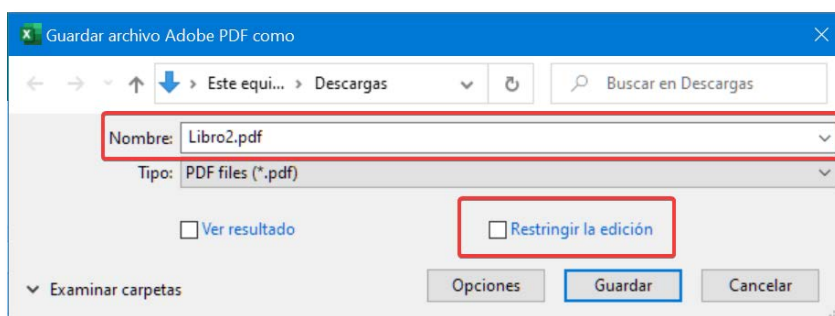 Guardar archivo Adobe PDF como
Este equi... > Descargas
Buscar en Descargas
Nombre: Libro2.pdf
Tipo: PDF files (*.pdf)
Ver resultado
Restringir la edición
Examinar carpetas
Opciones
Guardar
Cancelar